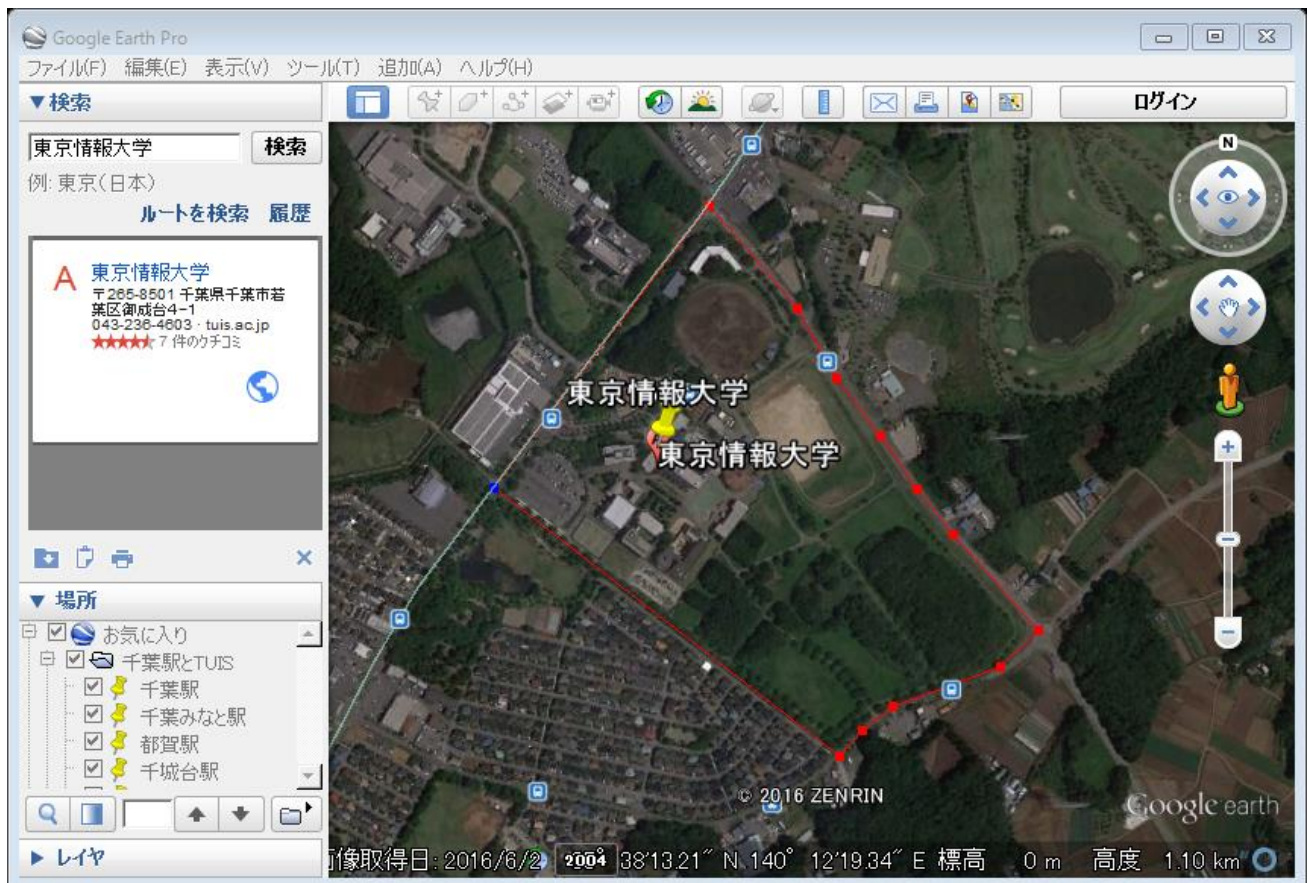 Google Earth Pro
ファイル(F) 編集(E) 表示(V) ツール(T) 追加(A) ヘルプ(H)
▼検索
ログイン
東京情報大学 検索
例: 東京(日本)
ルートを検索 履歴
A 東京情報大学
〒265-8501 千葉県千葉市若
葉区御成台4-1
043-236-4603 · tuis.ac.jp
7 件のクチコミ
N
東京情報大学
東京情報大学
▼ 場所
お気に入り
千葉駅とTUIS
千葉駅
千葉みなと駅
都賀駅
千城台駅
▶ レイヤ
© 2016 ZENRIN
Google earth
像取得日: 2016/6/2 2004 38'13.21″ N 140° 12'19.34″ E 標高 0 m 高度 1.10 km